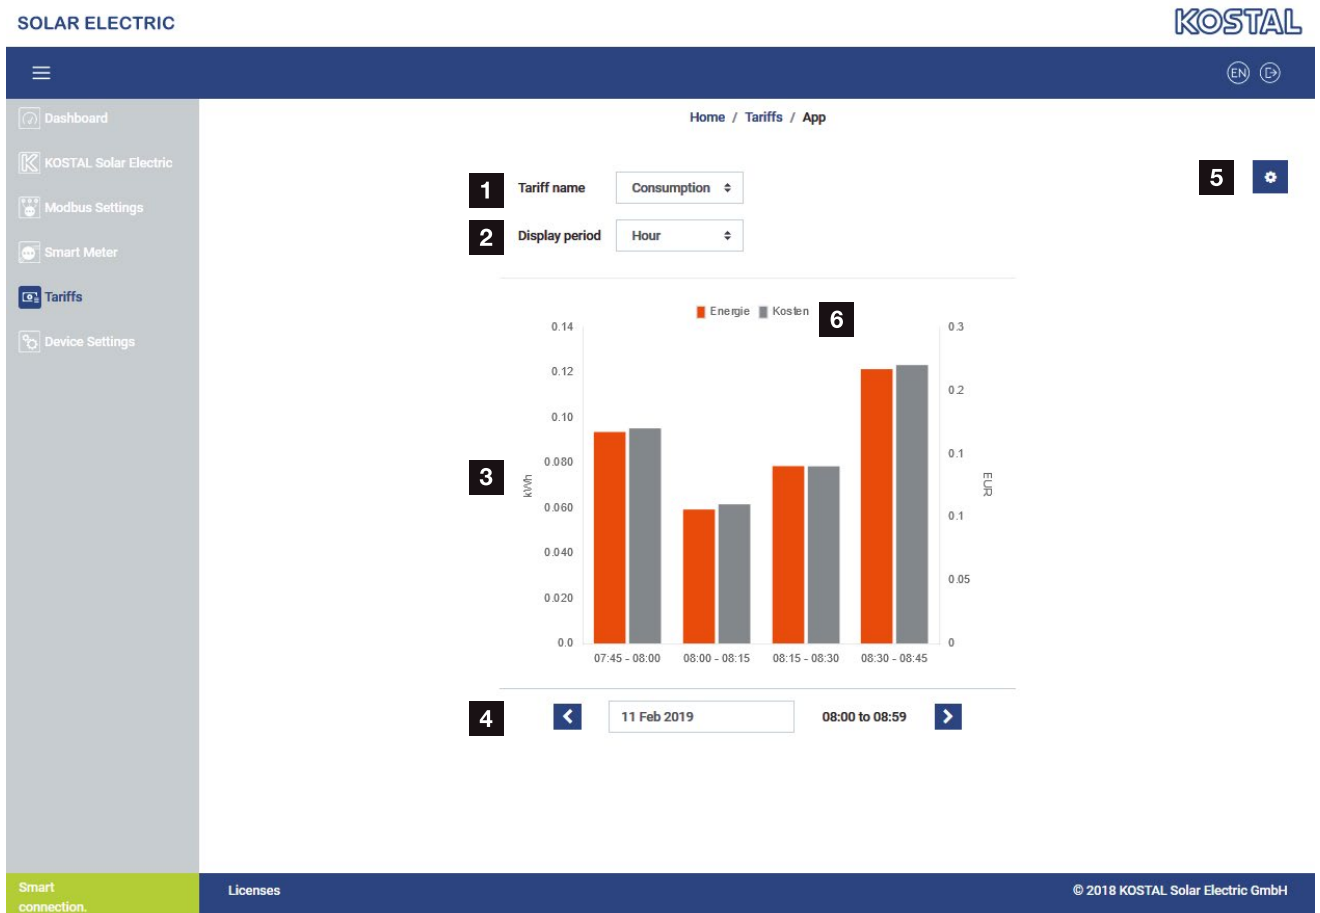 SOLAR ELECTRIC
KOSTAL
EN
Dashboard
KOSTAL Solar Electric
Modbus Settings
Smart Meter
Tariffs
Device Settings
Home / Tariffs / App
1 Tariff name Consumption
5
2 Display period Hour
Energie Kosten 6
0.14 0.3
0.12
0.2
0.10
0.1
0.080
3 kWh EUR
0.060
0.1
0.040
0.05
0.020
0.0 0
07:45 - 08:00 08:00 - 08:15 08:15 - 08:30 08:30 - 08:45
4 11 Feb 2019 08:00 to 08:59
Smart
connection.
Licenses
© 2018 KOSTAL Solar Electric GmbH